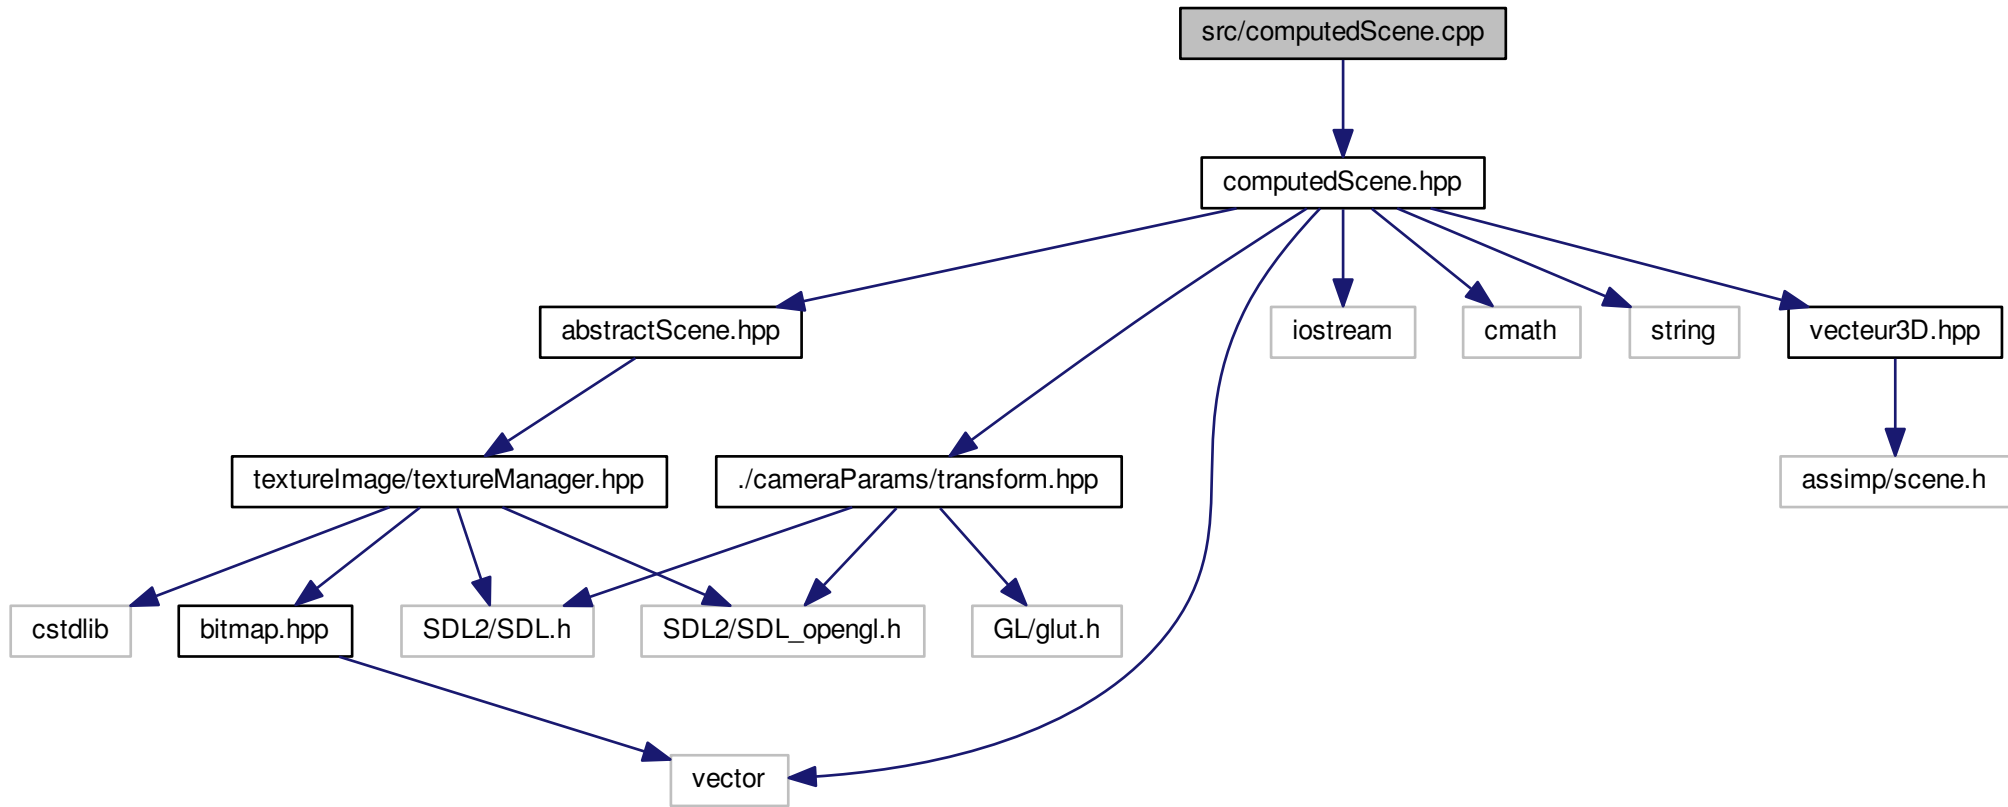 src/computedScene.cpp
computedScene.hpp
abstractScene.hpp
iostream
cmath
string
vecteur3D.hpp
textureImage/textureManager.hpp
./cameraParams/transform.hpp
assimp/scene.h
cstdlib
bitmap.hpp
SDL2/SDL.h
SDL2/SDL_opengl.h
GL/glut.h
vector